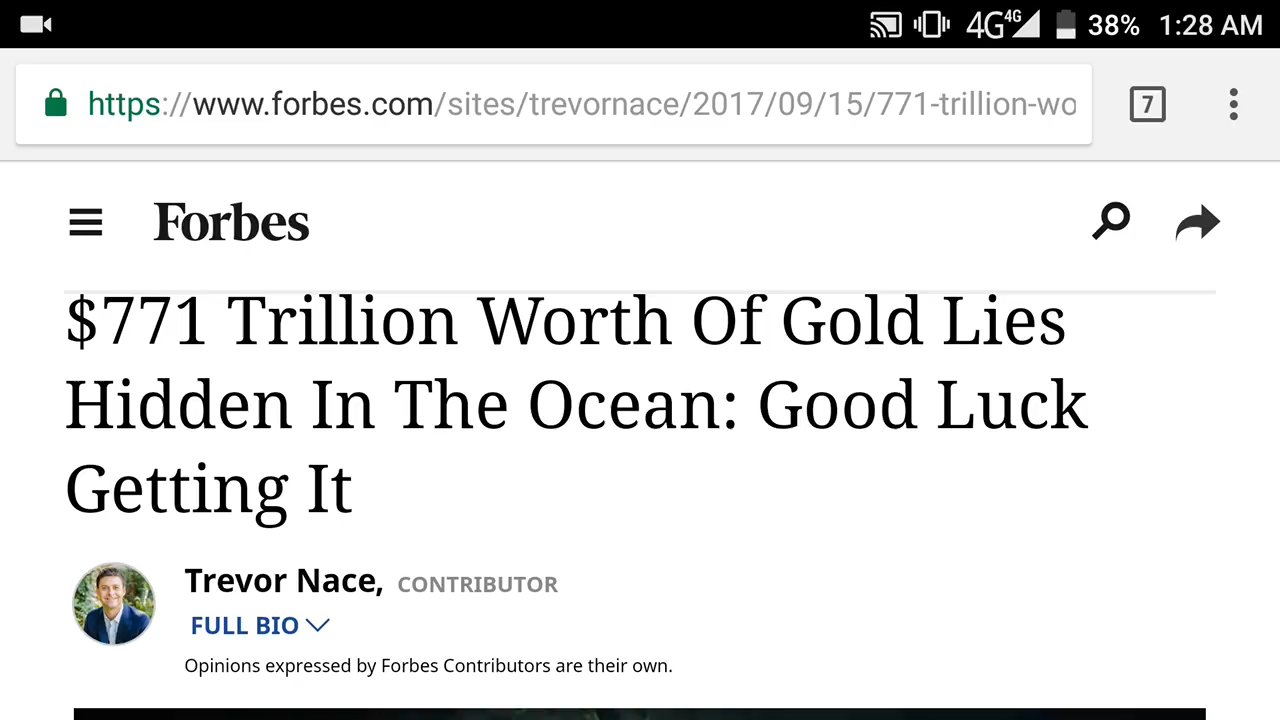 4G 4G 38% 1:28 AM
https://www.forbes.com/sites/trevornace/2017/09/15/771-trillion-wo 7
Forbes
$771 Trillion Worth Of Gold Lies
Hidden In The Ocean: Good Luck
Getting It
Trevor Nace, CONTRIBUTOR
FULL BIO
Opinions expressed by Forbes Contributors are their own.